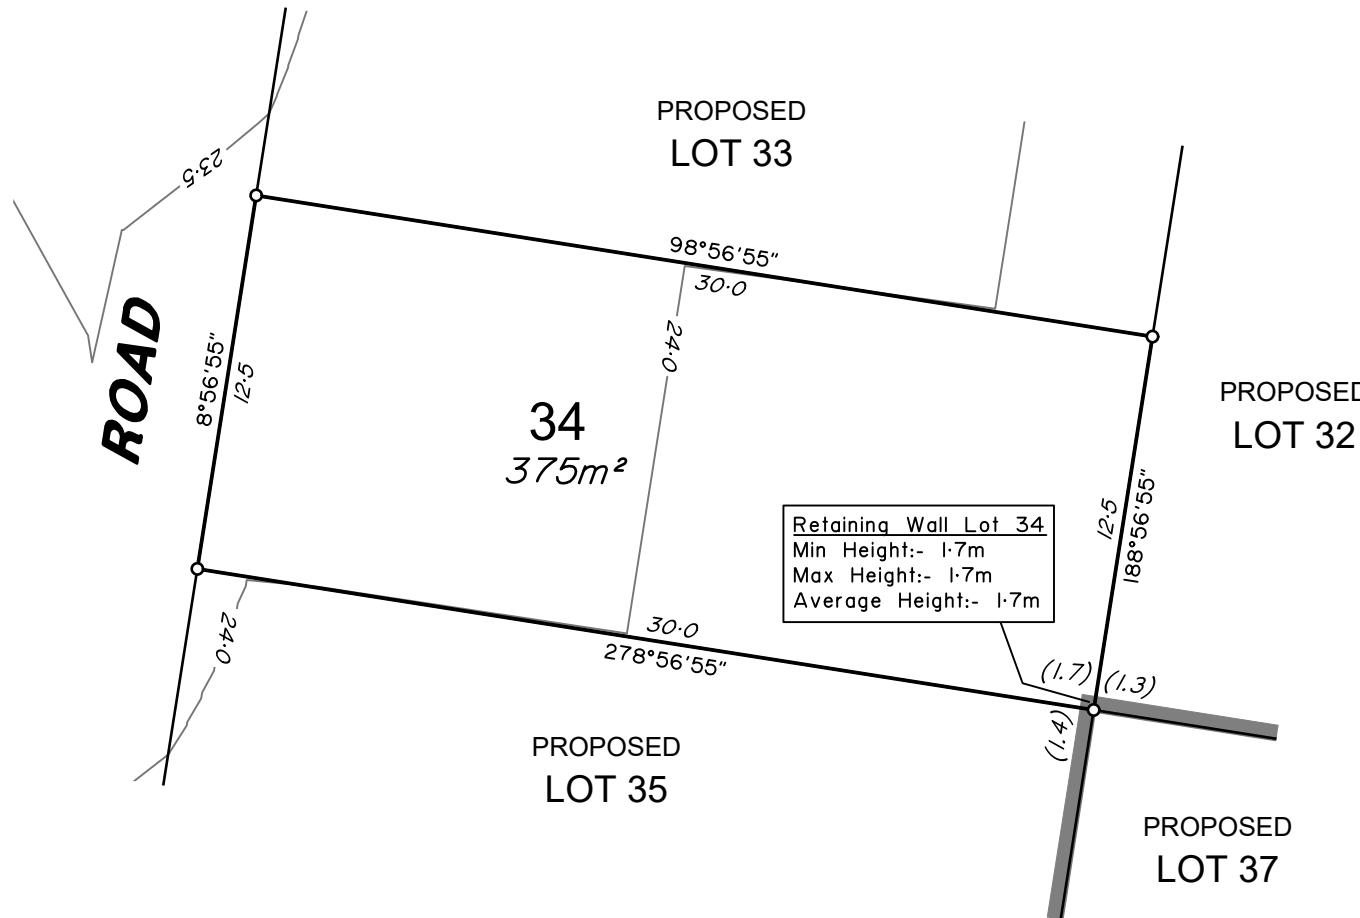 PROPOSED
LOT 33
23·5
98°56'55"
30·0
ROAD
8°56'55"
12·5
24·0
34
375m²
PROPOSED
LOT 32
12·5
188°56'55"
Retaining Wall Lot 34
Min Height:- 1·7m
Max Height:- 1·7m
Average Height:- 1·7m
24·0
30·0
278°56'55"
(1.7)
(1.3)
(1.4)
PROPOSED
LOT 35
PROPOSED
LOT 37